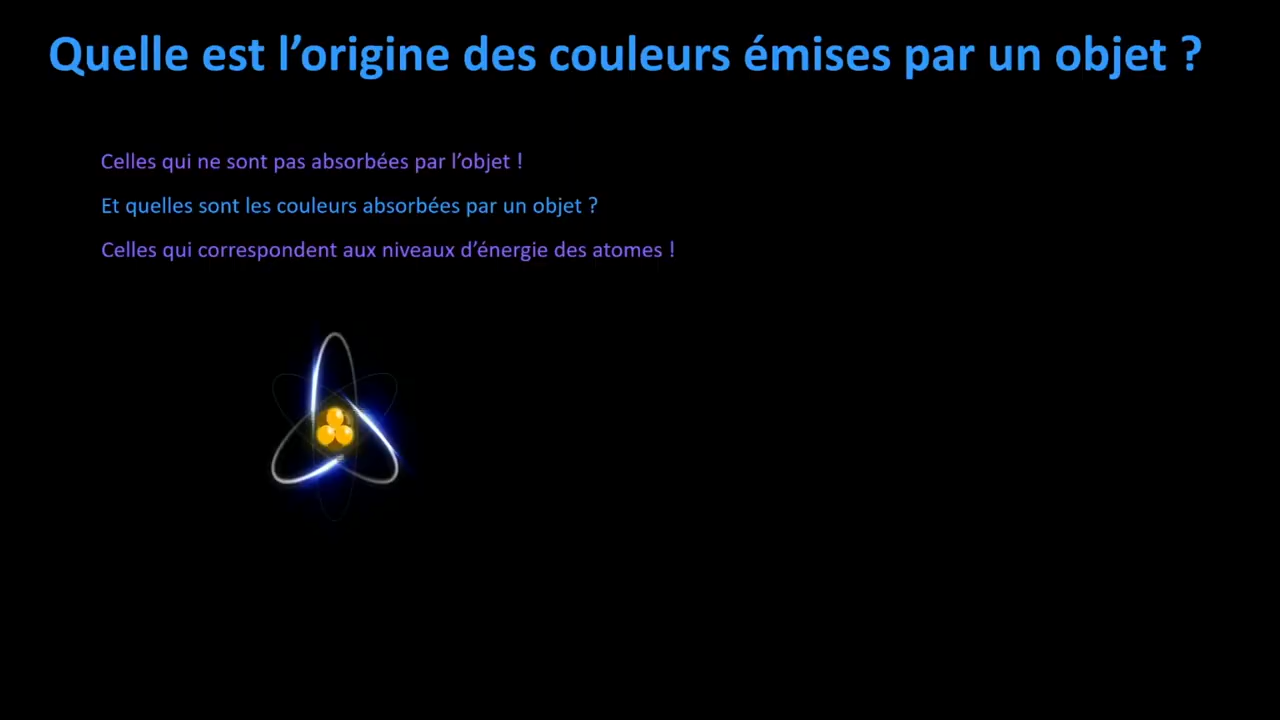 Quelle est l’origine des couleurs émises par un objet ?
Celles qui ne sont pas absorbées par l’objet !
Et quelles sont les couleurs absorbées par un objet ?
Celles qui correspondent aux niveaux d’énergie des atomes !